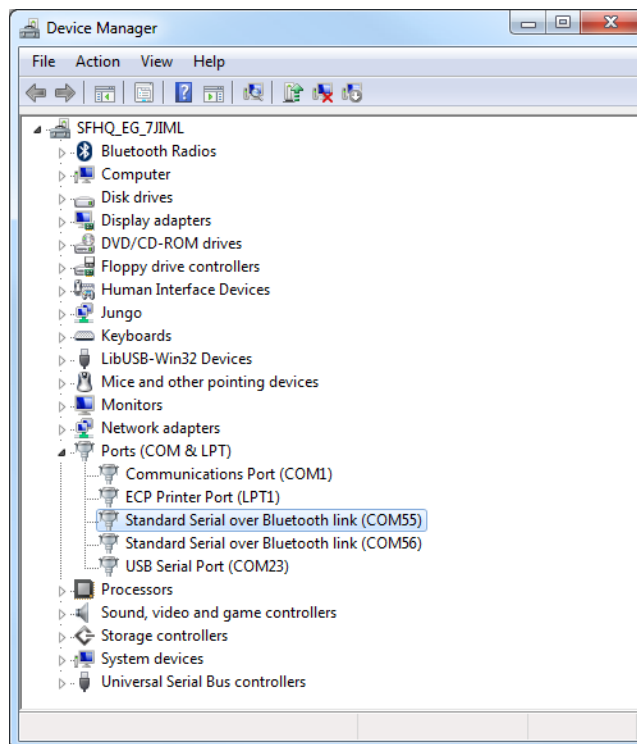 Device Manager
File Action View Help
SFHQ_EG_7JIML
Bluetooth Radios
Computer
Disk drives
Display adapters
DVD/CD-ROM drives
Floppy drive controllers
Human Interface Devices
Jungo
Keyboards
LibUSB-Win32 Devices
Mice and other pointing devices
Monitors
Network adapters
Ports (COM & LPT)
Communications Port (COM1)
ECP Printer Port (LPT1)
Standard Serial over Bluetooth link (COM55)
Standard Serial over Bluetooth link (COM56)
USB Serial Port (COM23)
Processors
Sound, video and game controllers
Storage controllers
System devices
Universal Serial Bus controllers